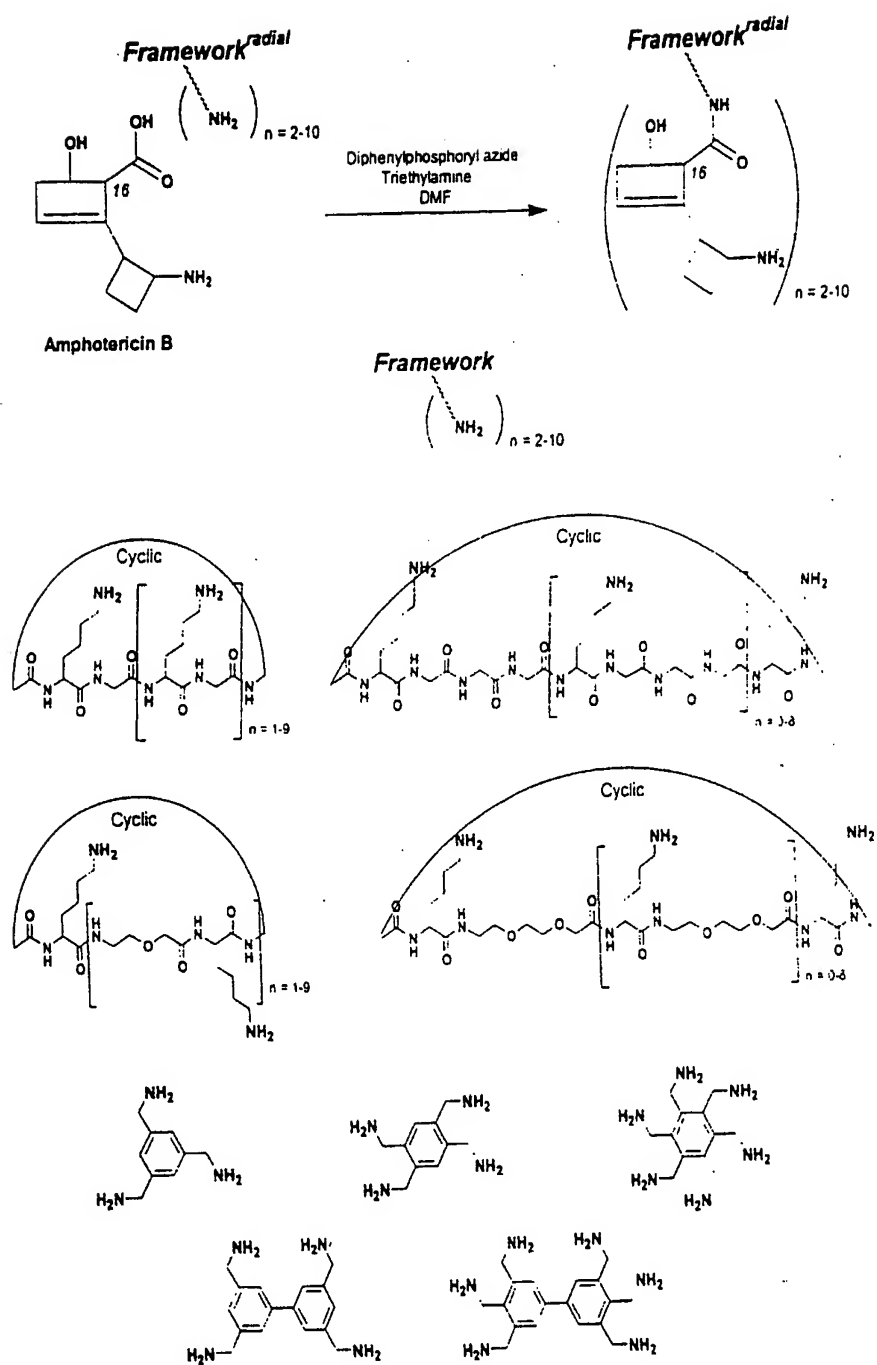 Framework radial
( NH2 ) n = 2-10
OH OH
O
16
NH2
Amphotericin B
Diphenylphosphoryl azide
Triethylamine
DMF
Framework radial
NH
OH
O
16
NH2
n = 2-10
Framework
( NH2 ) n = 2-10
Cyclic
NH2 NH2
O H N O H N O
N H O N H O N H
n = 1-9
Cyclic
NH2 NH2 NH2
O H N O H N O H N O O H N
N H O N H O N H O N H O N H O
Cyclic
NH2
O H N O H N O
N H O O N H
n = 1-9
NH2
Cyclic
NH2 NH2 NH2
O H N O O O H N O O O H N
N H O N H O N H O
NH2
NH2
H2N
NH2
H2N
NH2
H2N
NH2
NH2
H2N
NH2
H2N
H2N
NH2 H2N
H2N NH2
NH2 H2N
H2N NH2
H2N NH2